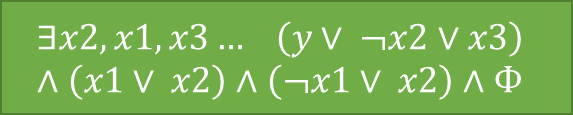 ∃x2, x1, x3 … (y ∨ ¬x2 ∨ x3)
∧ (x1 ∨ x2) ∧ (¬x1 ∨ x2) ∧ Φ